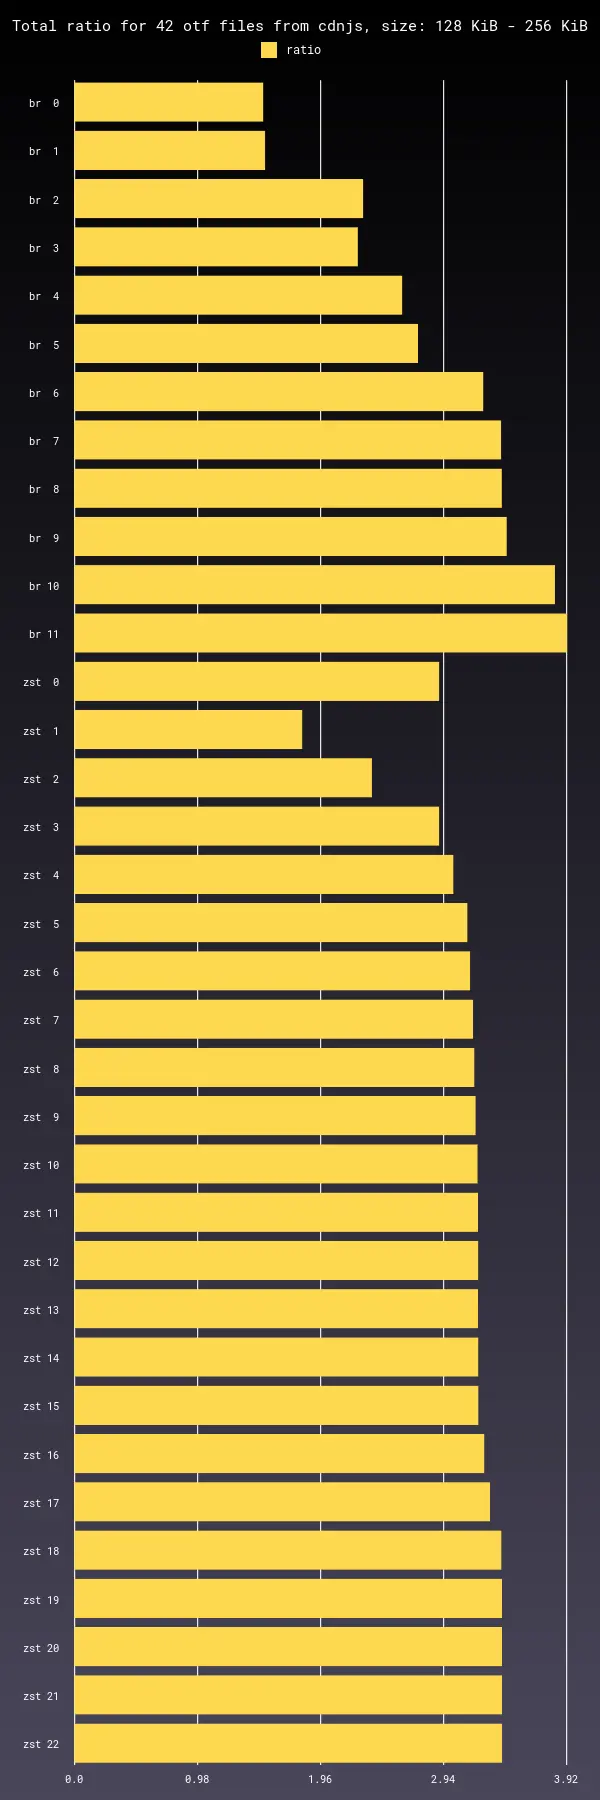 Total ratio for 42 otf files from cdnjs, size: 128 KiB - 256 KiB
ratio
br  0
br  1
br  2
br  3
br  4
br  5
br  6
br  7
br  8
br  9
br 10
br 11
zst  0
zst  1
zst  2
zst  3
zst  4
zst  5
zst  6
zst  7
zst  8
zst  9
zst 10
zst 11
zst 12
zst 13
zst 14
zst 15
zst 16
zst 17
zst 18
zst 19
zst 20
zst 21
zst 22
0.0 0.98 1.96 2.94 3.92